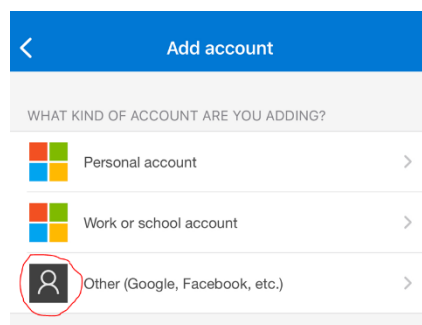 Add account
WHAT KIND OF ACCOUNT ARE YOU ADDING?
Personal account
Work or school account
Other (Google, Facebook, etc.)